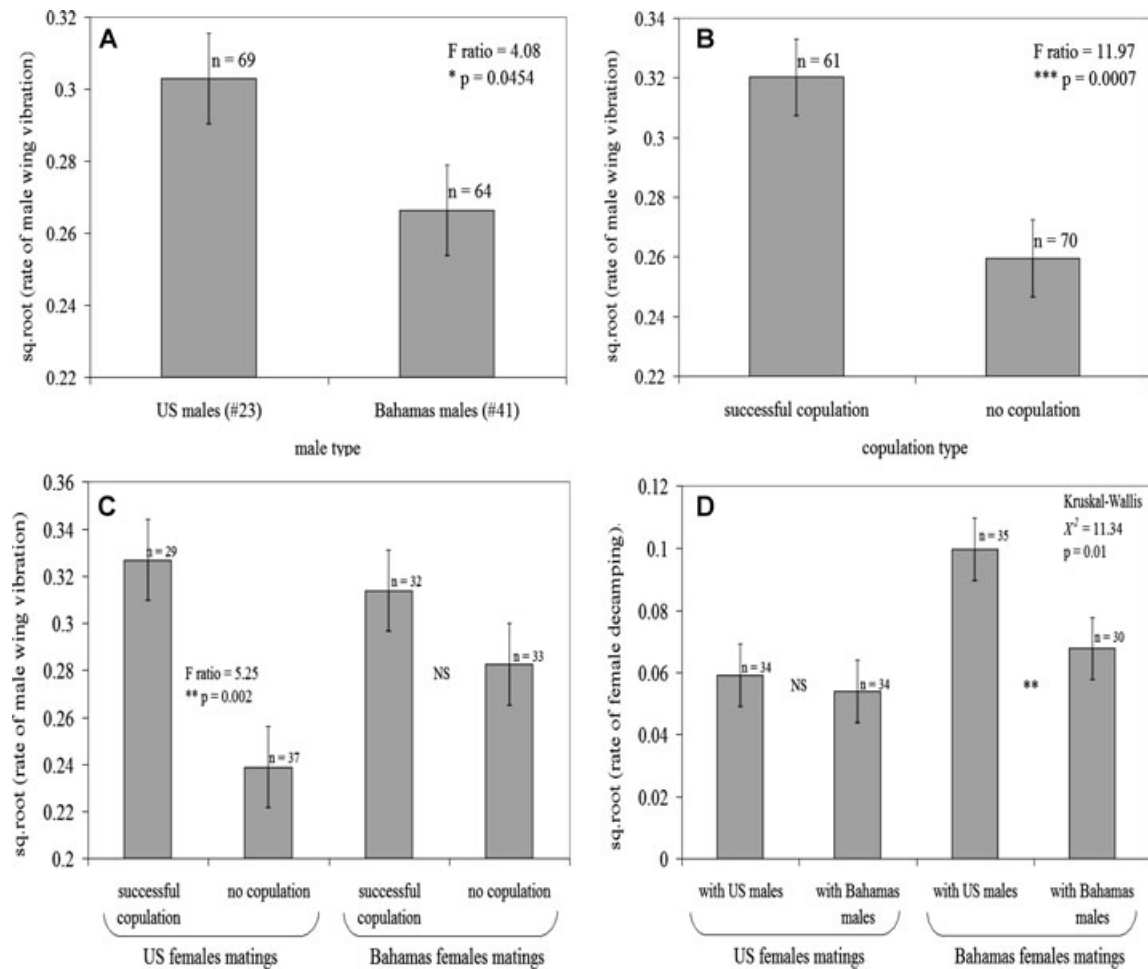 A
F ratio = 4.08
* p = 0.0454
n = 69
n = 64
0.32
0.3
0.28
0.26
0.24
0.22
sq.root (rate of male wing vibration)
US males (#23)
Bahamas males (#41)
male type
B
F ratio = 11.97
*** p = 0.0007
n = 61
n = 70
0.34
0.32
0.3
0.28
0.26
0.24
0.22
sq.root (rate of male wing vibration)
successful copulation
no copulation
copulation type
C
n = 29
n = 37
n = 32
n = 33
F ratio = 5.25
** p = 0.002
NS
0.36
0.34
0.32
0.3
0.28
0.26
0.24
0.22
0.2
sq.root (rate of male wing vibration)
successful
copulation
no copulation
successful
copulation
no copulation
US females matings
Bahamas females matings
D
Kruskal-Wallis
X² = 11.34
p = 0.01
n = 34
n = 34
n = 35
n = 30
NS
**
0.12
0.1
0.08
0.06
0.04
0.02
0
sq.root (rate of female decamping).
with US males
with Bahamas
males
with US males
with Bahamas
males
US females matings
Bahamas females matings